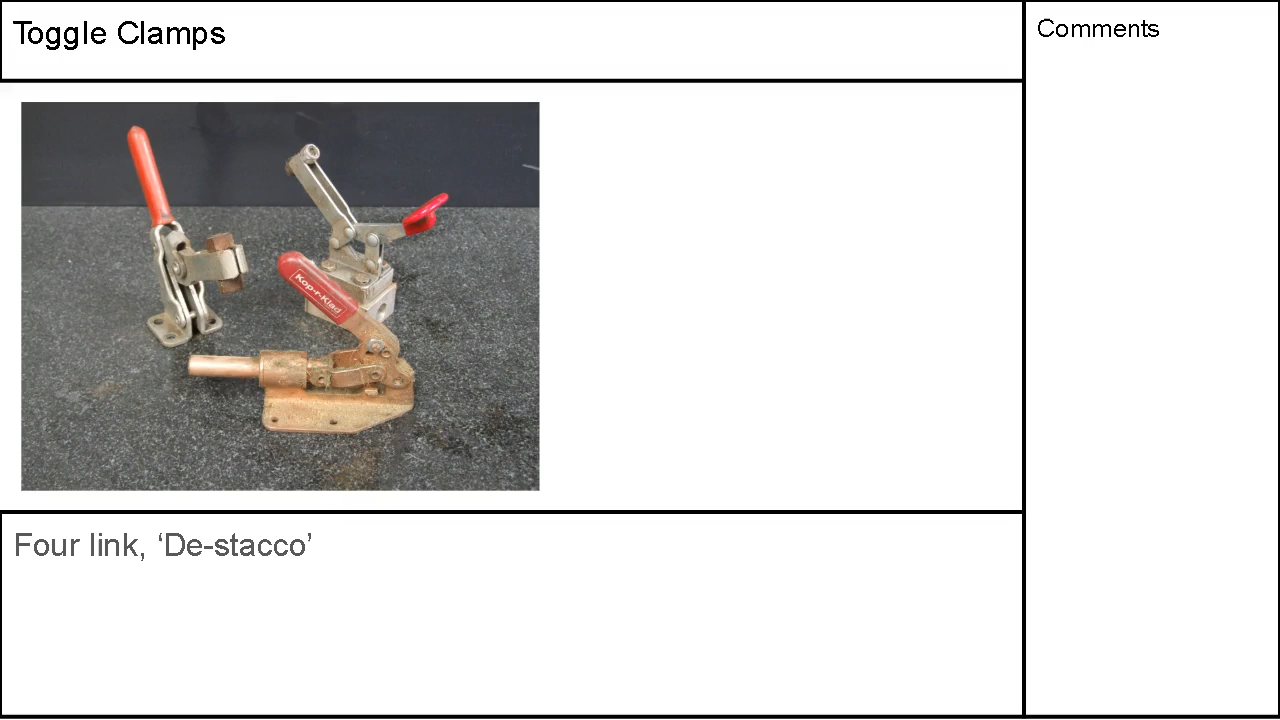 Toggle Clamps
Comments
Kop-r-Klad
Four link, ‘De-stacco’